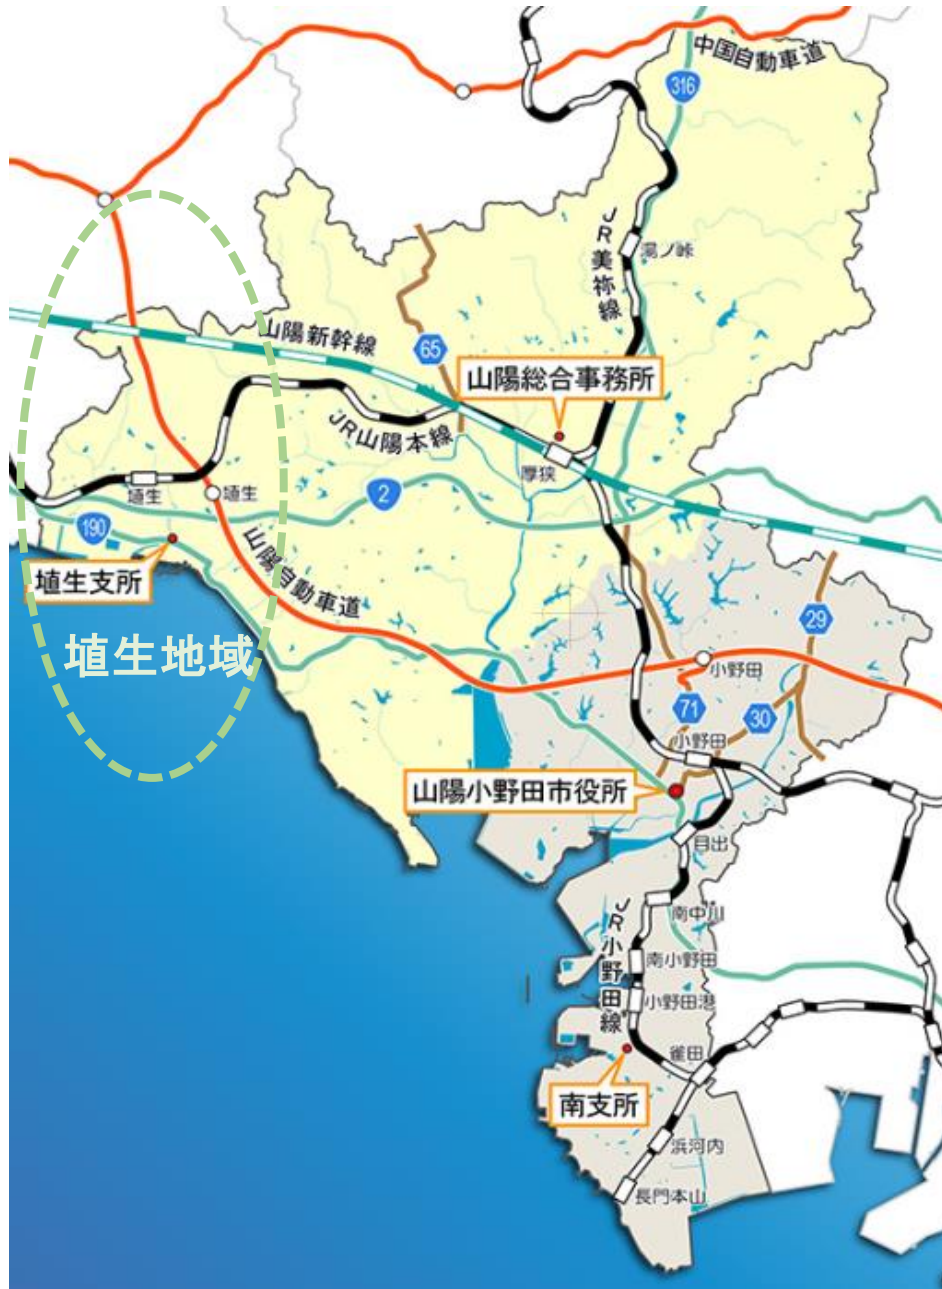 中国自動車道
316
JR美祢線
湯ノ峠
山陽新幹線
65
山陽総合事務所
JR山陽本線
厚狭
埴生
埴生
2
190
埴生支所
山陽自動車道
29
埴生地域
小野田
71
30
小野田
山陽小野田市役所
目出
南中川
JR小野田線
南小野田
小野田港
雀田
南支所
浜河内
長門本山